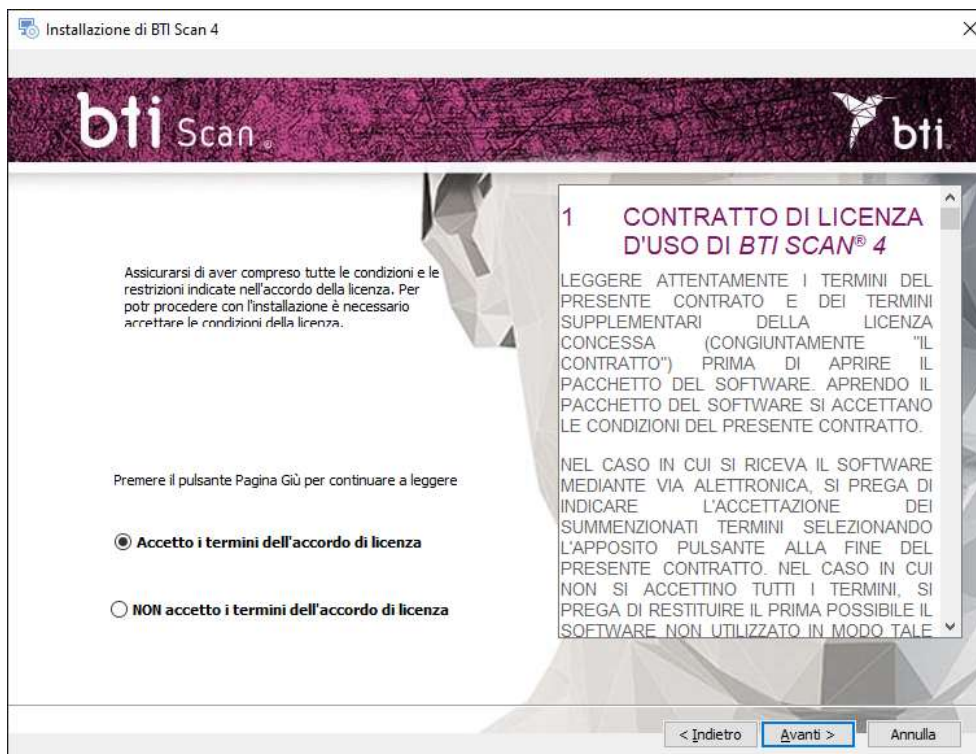 Installazione di BTI Scan 4
bti Scan®
bti
Assicurarsi di aver compreso tutte le condizioni e le
restrizioni indicate nell'accordo della licenza. Per
potr procedere con l'installazione è necessario
accettare le condizioni della licenza.
Premere il pulsante Pagina Giù per continuare a leggere
Accetto i termini dell'accordo di licenza
NON accetto i termini dell'accordo di licenza
1 CONTRATTO DI LICENZA
D'USO DI BTI SCAN® 4
LEGGERE ATTENTAMENTE I TERMINI DEL
PRESENTE CONTRATO E DEI TERMINI
SUPPLEMENTARI DELLA LICENZA
CONCESSA (CONGIUNTAMENTE "IL
CONTRATTO") PRIMA DI APRIRE IL
PACCHETTO DEL SOFTWARE. APRENDO IL
PACCHETTO DEL SOFTWARE SI ACCETTANO
LE CONDIZIONI DEL PRESENTE CONTRATTO.
NEL CASO IN CUI SI RICEVA IL SOFTWARE
MEDIANTE VIA ALETTRONICA, SI PREGA DI
INDICARE L'ACCETTAZIONE DEI
SUMMENZIONATI TERMINI SELEZIONANDO
L'APPOSITO PULSANTE ALLA FINE DEL
PRESENTE CONTRATTO. NEL CASO IN CUI
NON SI ACCETTINO TUTTI I TERMINI, SI
PREGA DI RESTITUIRE IL PRIMA POSSIBILE IL
SOFTWARE NON UTILIZZATO IN MODO TALE
< Indietro
Avanti >
Annulla